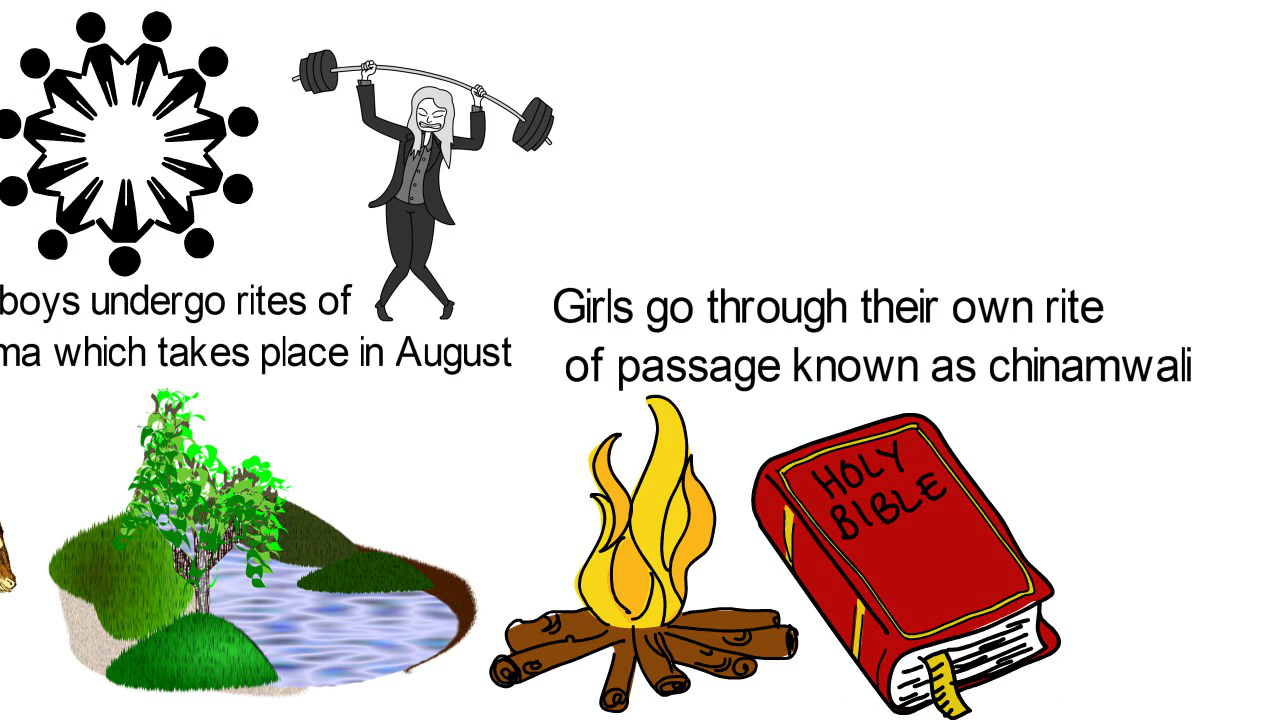 boys undergo rites of
ma which takes place in August
Girls go through their own rite
of passage known as chinamwali
HOLY
BIBLE